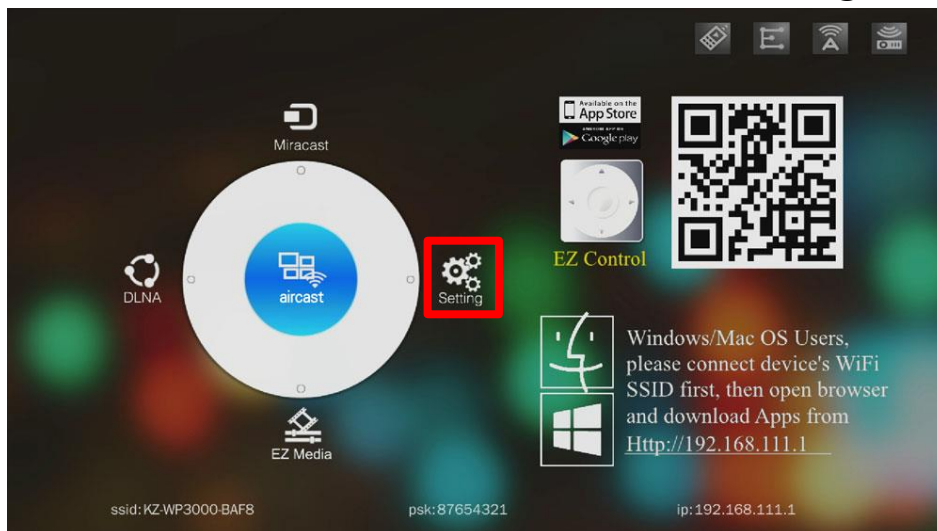 Miracast
DLNA
aircast
Setting
EZ Media
Available on the
App Store
Google play
EZ Control
Windows/Mac OS Users,
please connect device's WiFi
SSID first, then open browser
and download Apps from
Http://192.168.111.1
ssid:KZ-WP3000-BAF8
psk:87654321
ip:192.168.111.1